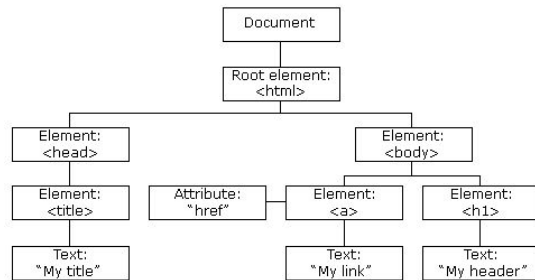 Document
Root element:
<html>
Element:
<head>
Element:
<body>
Element:
<title>
Attribute:
"href"
Element:
<a>
Element:
<h1>
Text:
"My title"
Text:
"My link"
Text:
"My header"